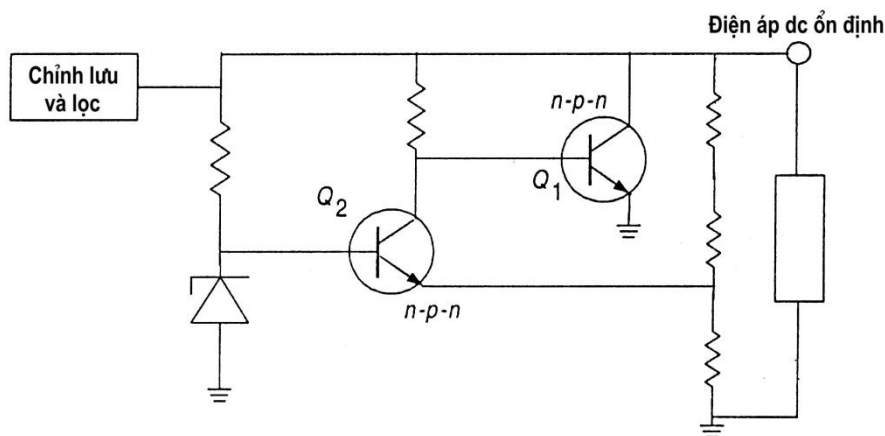 Điện áp dc ổn định
Chỉnh lưu
và lọc
n-p-n
Q1
Q2
n-p-n